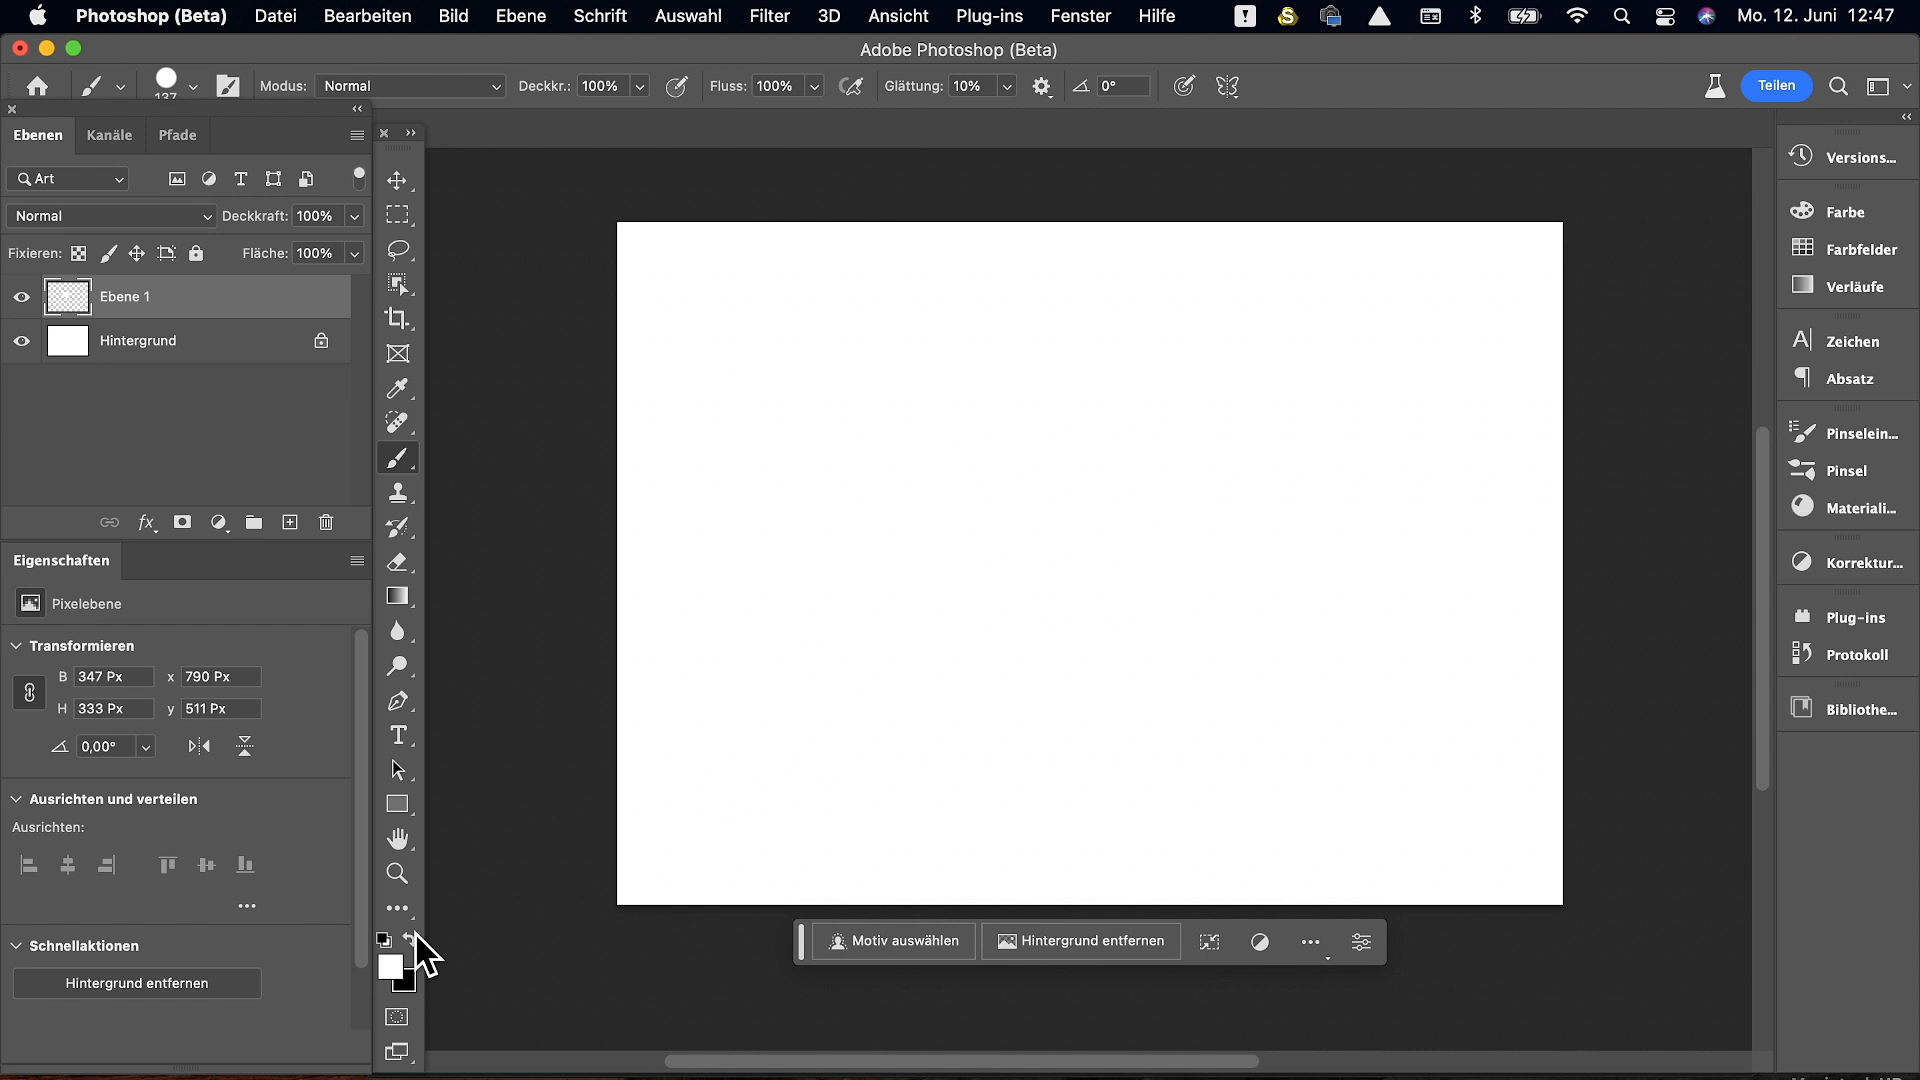 Photoshop (Beta) Datei Bearbeiten Bild Ebene Schrift Auswahl Filter 3D Ansicht Plug-ins Fenster Hilfe Mo. 12. Juni 12:47
Adobe Photoshop (Beta)
137 Modus: Normal Deckkr.: 100% Fluss: 100% Glättung: 10% 0° Teilen
Ebenen Kanäle Pfade
Art
Normal Deckkraft: 100%
Fixieren: Fläche: 100%
Ebene 1
Hintergrund
fx
Eigenschaften
Pixelebene
Transformieren
B 347 Px x 790 Px
H 333 Px y 511 Px
0,00°
Ausrichten und verteilen
Ausrichten:
Schnellaktionen
Hintergrund entfernen
Motiv auswählen Hintergrund entfernen
Versions...
Farbe
Farbfelder
Verläufe
Zeichen
Absatz
Pinselein...
Pinsel
Materiali...
Korrektur...
Plug-ins
Protokoll
Bibliothe...